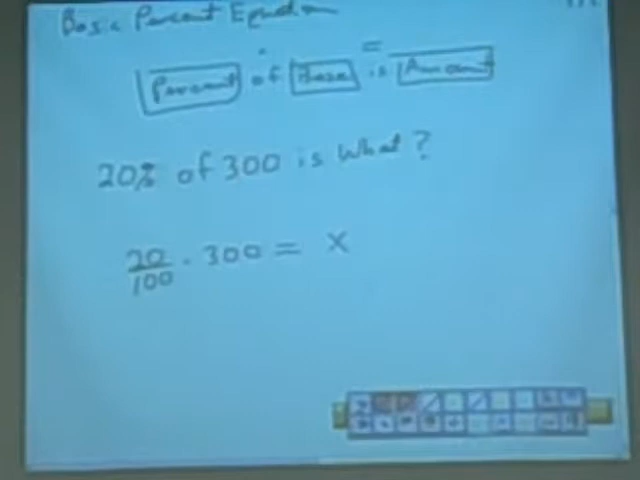 Basic Percent Equation
· =
Percent of Base is Amount
20% of 300 is what?
20/100 · 300 = x